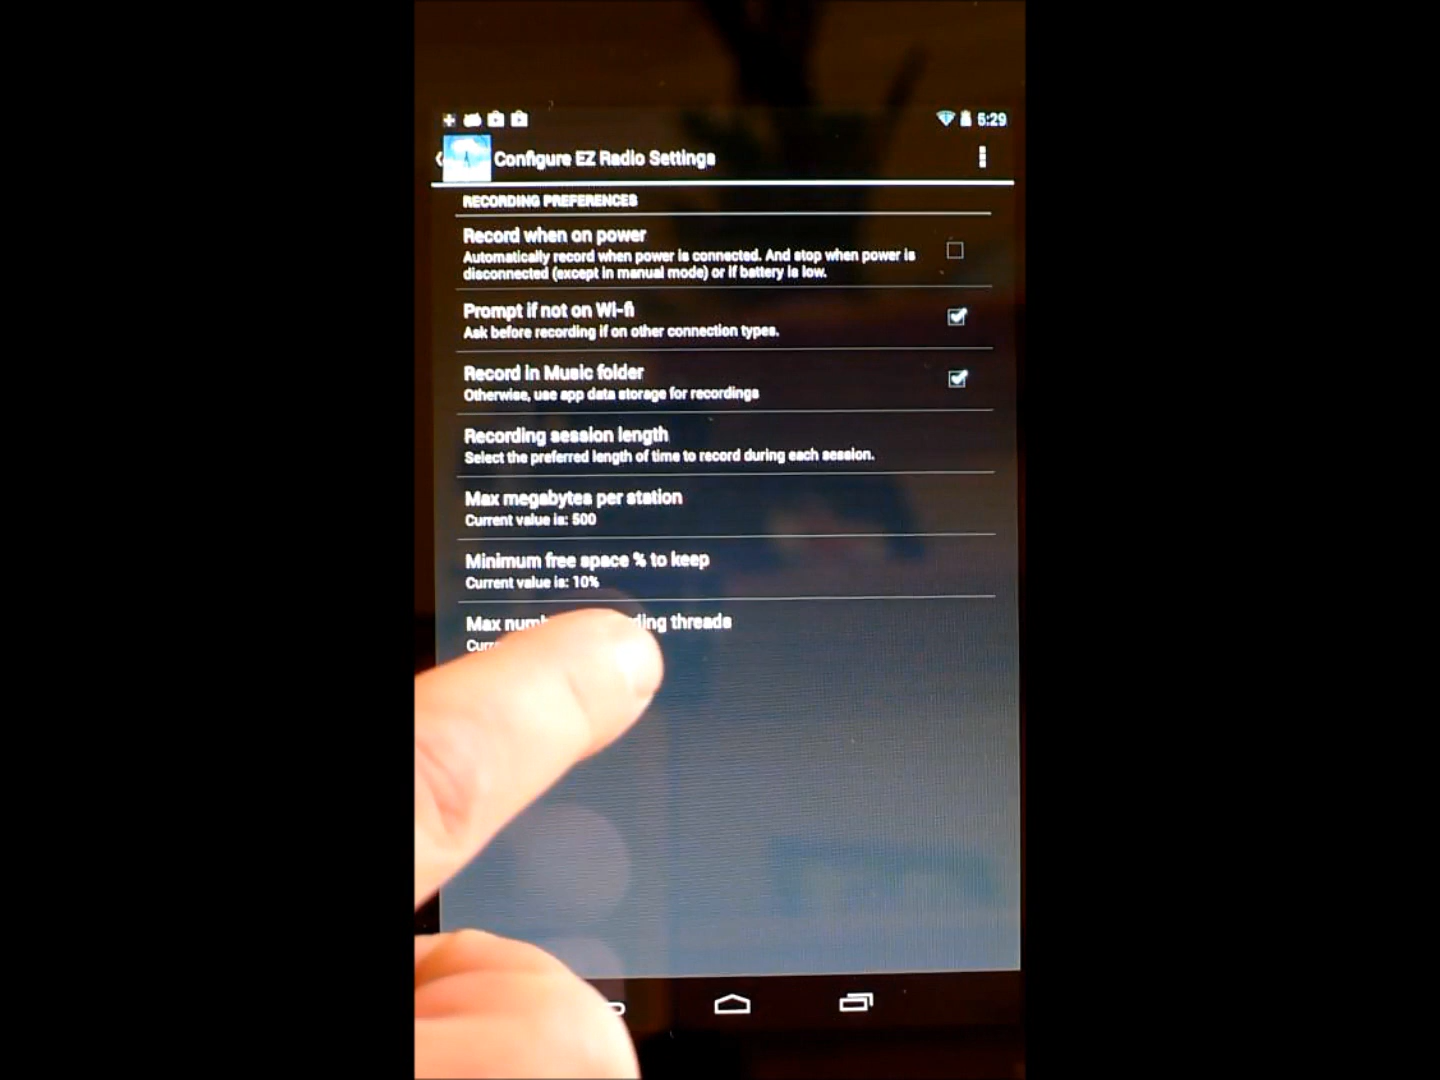 5:29
Configure EZ Radio Settings
RECORDING PREFERENCES
Record when on power
Automatically record when power is connected. And stop when power is
disconnected (except in manual mode) or if battery is low.
Prompt if not on Wi-fi
Ask before recording if on other connection types.
Record in Music folder
Otherwise, use app data storage for recordings
Recording session length
Select the preferred length of time to record during each session.
Max megabytes per station
Current value is: 500
Minimum free space % to keep
Current value is: 10%
Max threads